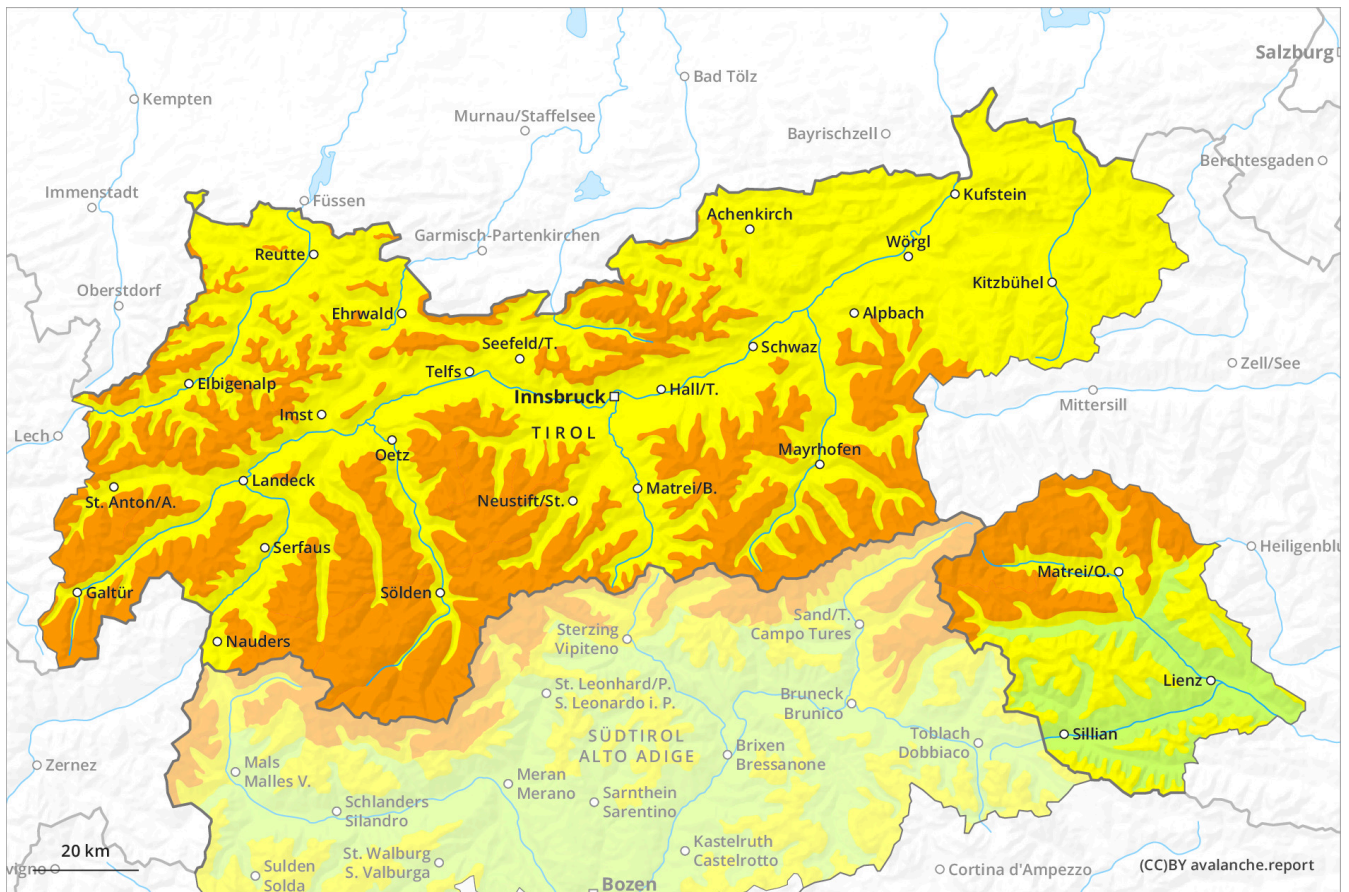 Salzburg
Bad Tölz
Kempten
Murnau/Staffelsee
Bayrischzell
Berchtesgaden
Immenstadt
Füssen
Kufstein
Achenkirch
Garmisch-Partenkirchen
Wörgl
Reutte
Kitzbühel
Oberstdorf
Ehrwald
Alpbach
Seefeld/T.
Schwaz
Zell/See
Telfs
Elbigenalp
Innsbruck
Hall/T.
Mittersill
Imst
Lech
TIROL
Oetz
Mayrhofen
Landeck
St. Anton/A.
Neustift/St.
Matrei/B.
Serfaus
Heiligenblu
Matrei/O.
Galtür
Sölden
Sand/T.
Campo Tures
Sterzing
Vipiteno
Nauders
Lienz
St. Leonhard/P.
S. Leonardo i. P.
Bruneck
Brunico
SÜDTIROL
ALTO ADIGE
Toblach
Dobbiaco
Sillian
Brixen
Bressanone
Zernez
Mals
Malles V.
Meran
Merano
Sarnthein
Sarentino
Schlanders
Silandro
20 km
St. Walburg
S. Valburga
Kastelruth
Castelrotto
vigno
Sulden
Solda
Cortina d'Ampezzo
(CC)BY avalanche.report
Bozen